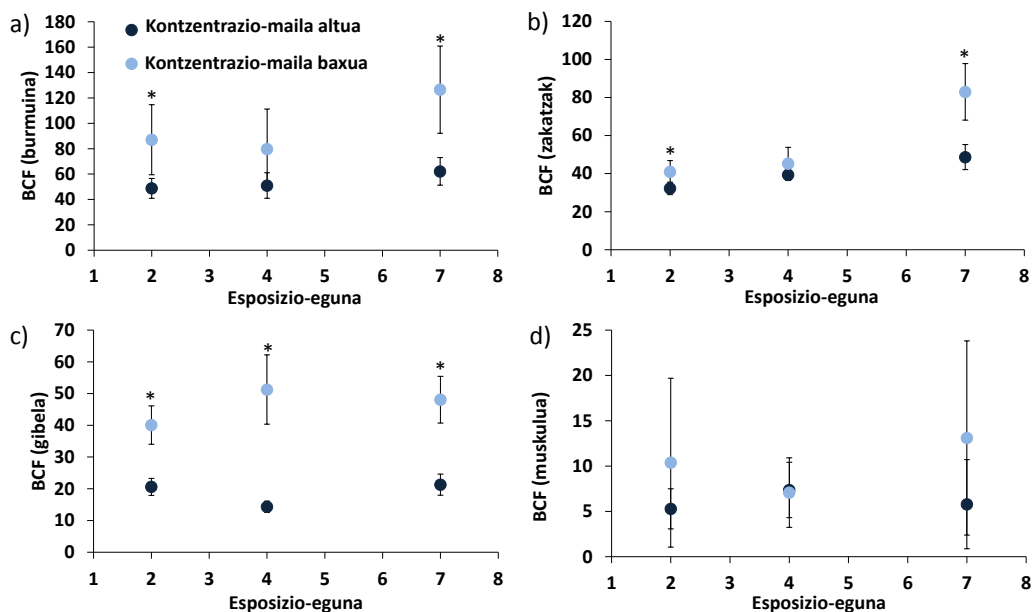 a)
Kontzentrazio-maila altua
Kontzentrazio-maila baxua
BCF (burmuina)
180
160
140
120
100
80
60
40
20
0
*
*
1 2 3 4 5 6 7 8
Esposizio-eguna
b)
BCF (zakatzak)
120
100
80
60
40
20
0
*
*
1 2 3 4 5 6 7 8
Esposizio-eguna
c)
BCF (gibela)
70
60
50
40
30
20
10
0
*
*
*
1 2 3 4 5 6 7 8
Esposizio-eguna
d)
BCF (muskulua)
25
20
15
10
5
0
1 2 3 4 5 6 7 8
Esposizio-eguna